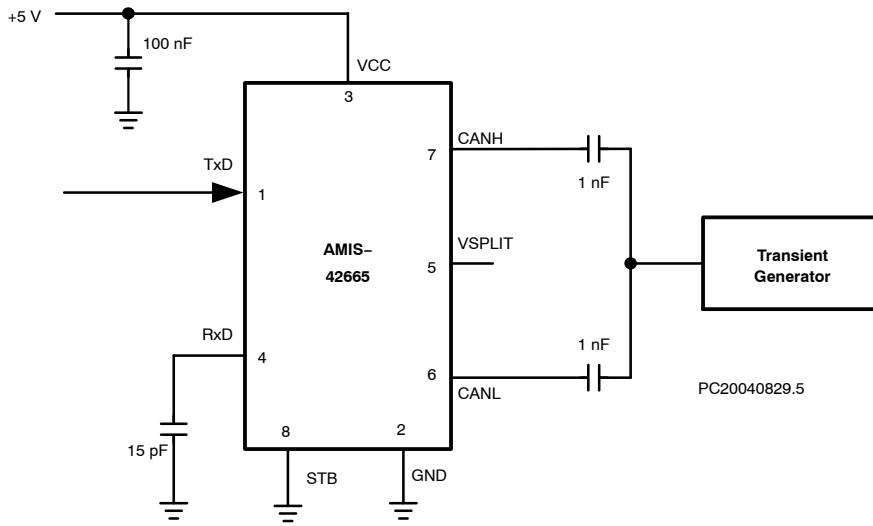 +5 V
100 nF
VCC
3
CANH
7
1 nF
TxD
1
AMIS−
42665
VSPLIT
5
Transient
Generator
RxD
4
1 nF
6
CANL
PC20040829.5
15 pF
8
2
STB
GND